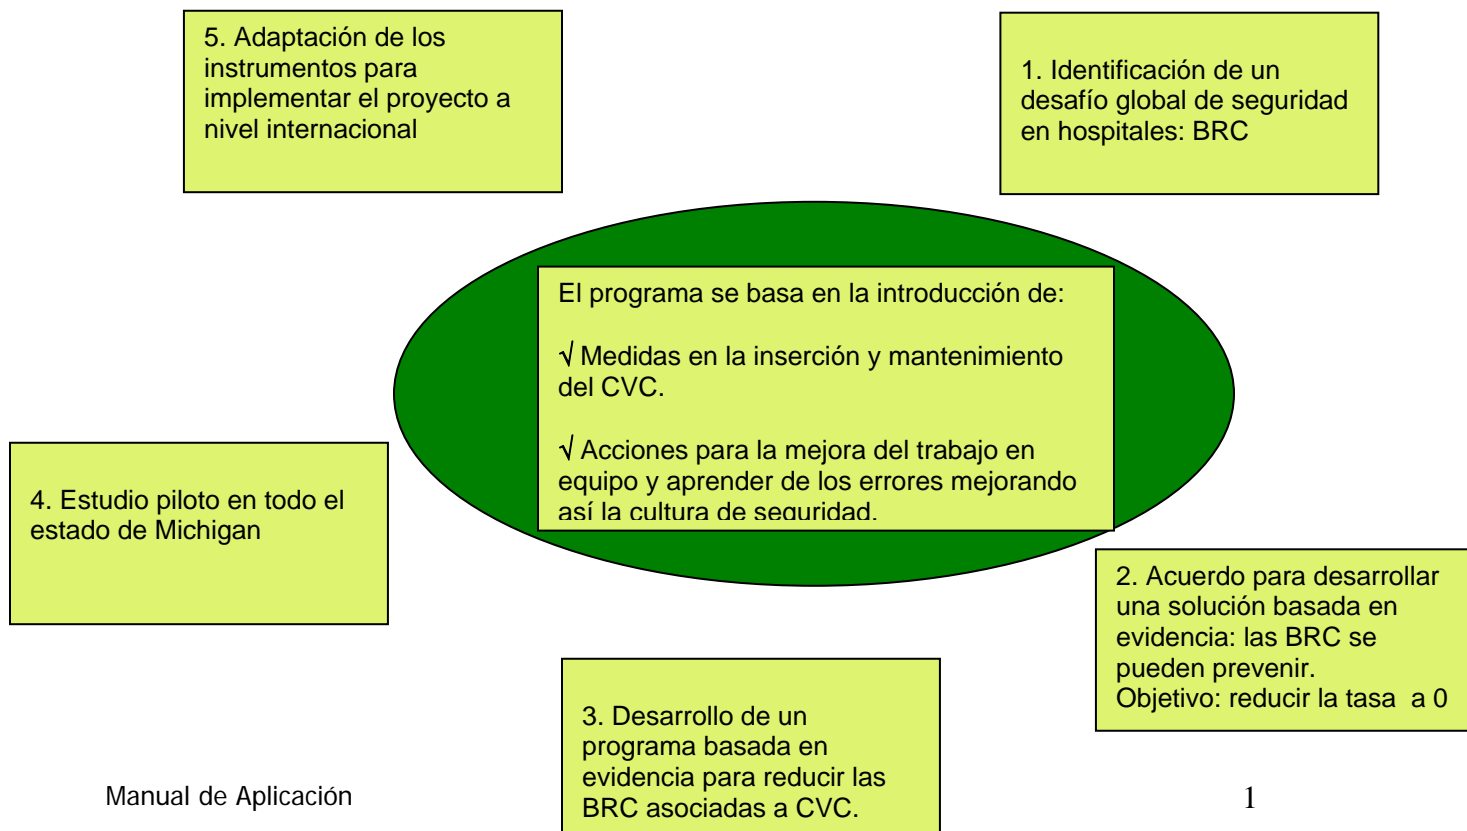 5. Adaptación de los
instrumentos para
implementar el proyecto a
nivel internacional
1. Identificación de un
desafío global de seguridad
en hospitales: BRC
El programa se basa en la introducción de:
√ Medidas en la inserción y mantenimiento
del CVC.
√ Acciones para la mejora del trabajo en
equipo y aprender de los errores mejorando
así la cultura de seguridad.
4. Estudio piloto en todo el
estado de Michigan
2. Acuerdo para desarrollar
una solución basada en
evidencia: las BRC se
pueden prevenir.
Objetivo: reducir la tasa  a 0
3. Desarrollo de un
programa basada en
evidencia para reducir las
BRC asociadas a CVC.
Manual de Aplicación
1